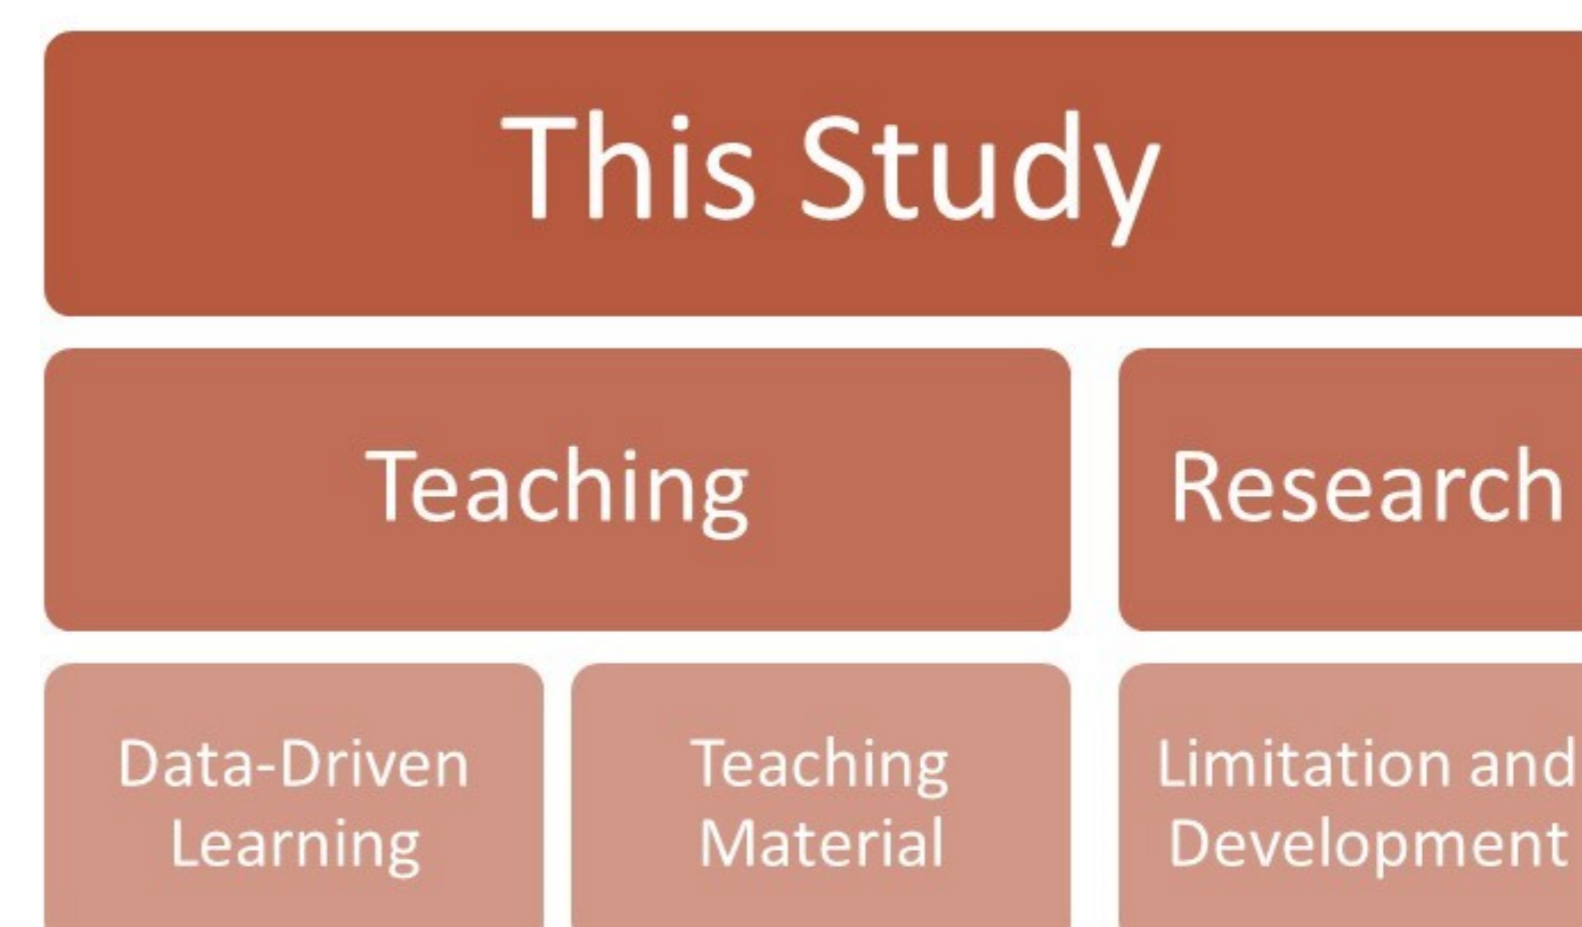 This Study
Teaching
Research
Data-Driven
Learning
Teaching
Material
Limitation and
Development